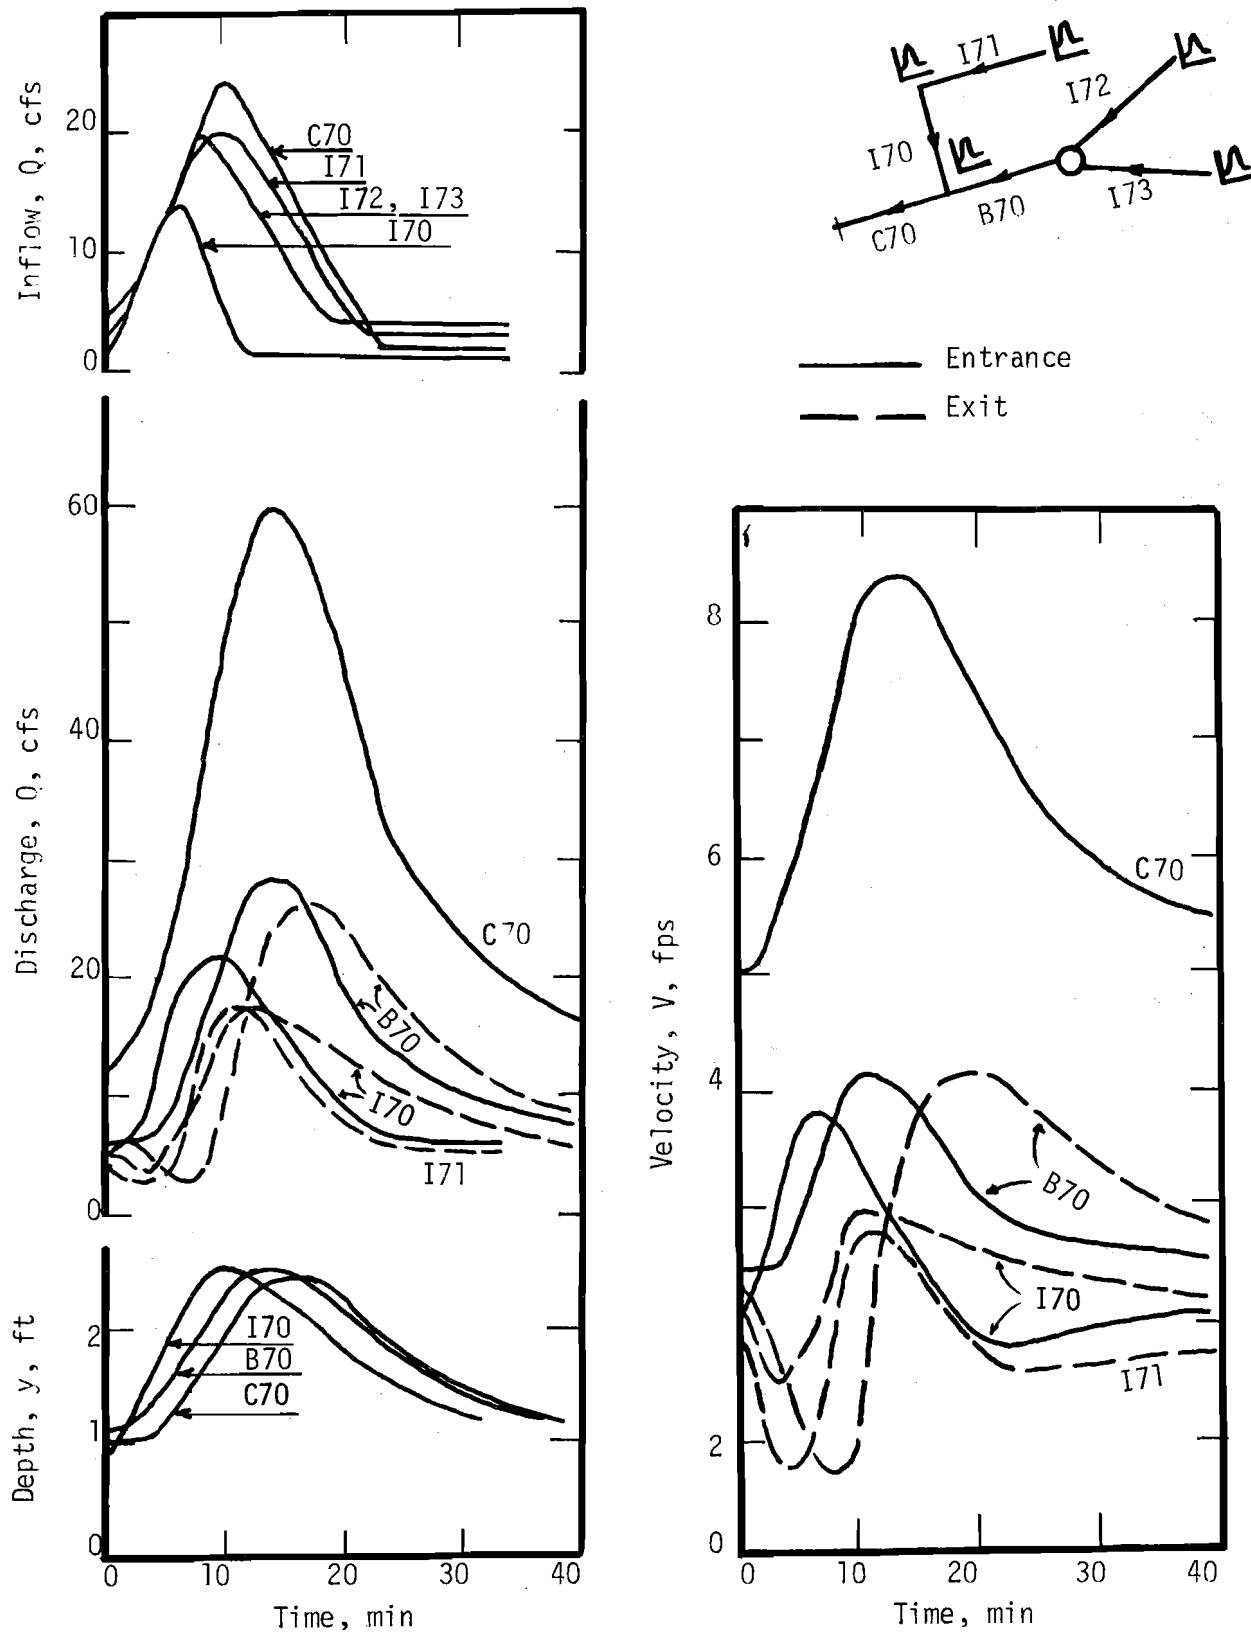 Inflow, Q, cfs
20
10
0
C70
I71
I72, I73
I70
I71
I72
I70
I73
B70
C70
Entrance
Exit
Discharge, Q, cfs
60
40
20
0
C70
B70
I70
I71
Depth, y, ft
2
1
0
I70
B70
C70
0 10 20 30 40
Time, min
Velocity, V, fps
8
6
4
2
0
C70
B70
I70
I71
0 10 20 30 40
Time, min